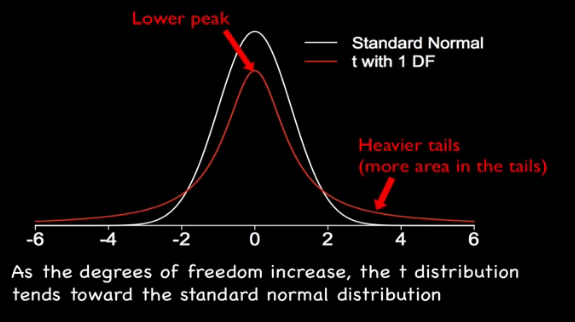 Lower peak
Standard Normal
t with 1 DF
Heavier tails
(more area in the tails)
-6 -4 -2 0 2 4 6
As the degrees of freedom increase, the t distribution
tends toward the standard normal distribution